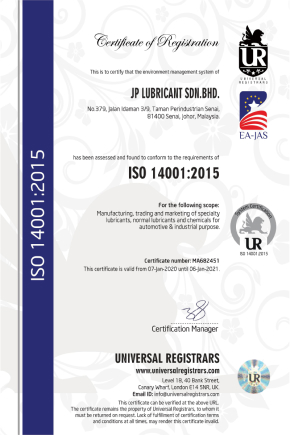 Certificate of Registration
This is to certify that the environment management system of
JP LUBRICANT SDN.BHD.
No.379, Jalan Idaman 3/9, Taman Perindustrian Senai,
81400 Senai, Johor, Malaysia.
has been assessed and found to conform to the requirements of
ISO 14001:2015
For the following scope:
Manufacturing, trading and marketing of specialty
lubricants, normal lubricants and chemicals for
automotive & industrial purpose.
Certificate number: MA682451
This certificate is valid from 07-Jan-2020 until 06-Jan-2021.
Certification Manager
UNIVERSAL REGISTRARS
www.universalregistrars.com
Level 18, 40 Bank Street,
Canary Wharf, London E14 5NR, UK.
Email ID: info@universalregistrars.com
This certificate can be verified at the above URL.
The certificate remains the property of Universal Registrars, to whom it
must be returned on request. Lack of fulfillment of certification terms
and conditions at all times, may render this certificate invalid.
ISO 14001:2015
UR
UNIVERSAL
REGISTRARS
EA-JAS
System Certification
UR
ISO 14001:2015
UR